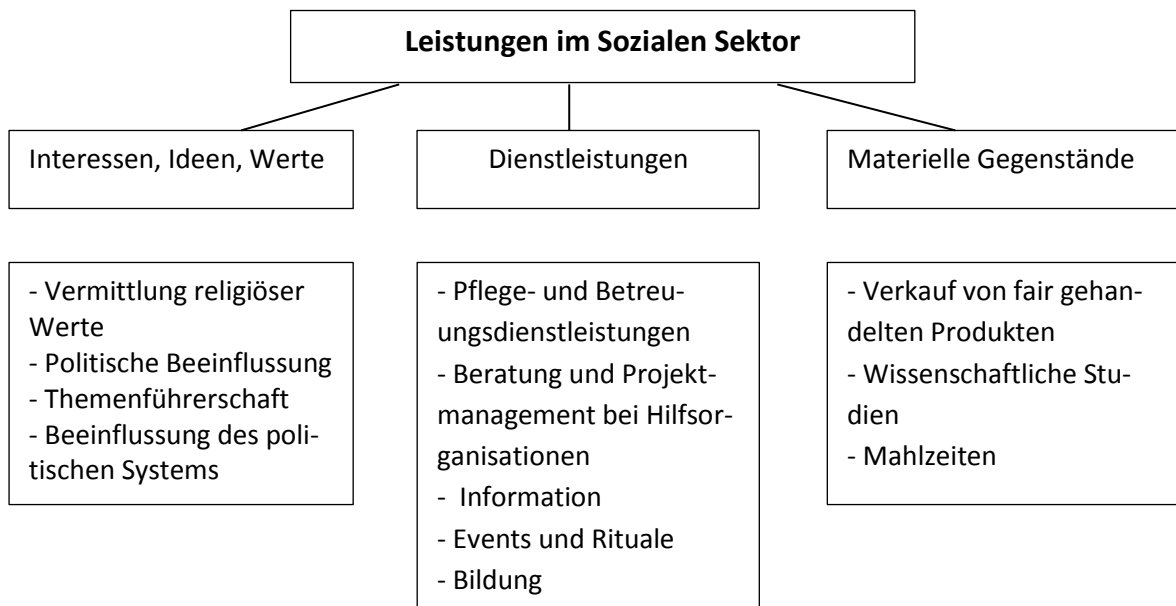 Leistungen im Sozialen Sektor
Interessen, Ideen, Werte
Dienstleistungen
Materielle Gegenstände
- Vermittlung religiöser
Werte
- Politische Beeinflussung
- Themenführerschaft
- Beeinflussung des poli-
tischen Systems
- Pflege- und Betreu-
ungsdienstleistungen
- Beratung und Projekt-
management bei Hilfsor-
ganisationen
-  Information
- Events und Rituale
- Bildung
- Verkauf von fair gehan-
delten Produkten
- Wissenschaftliche Stu-
dien
- Mahlzeiten